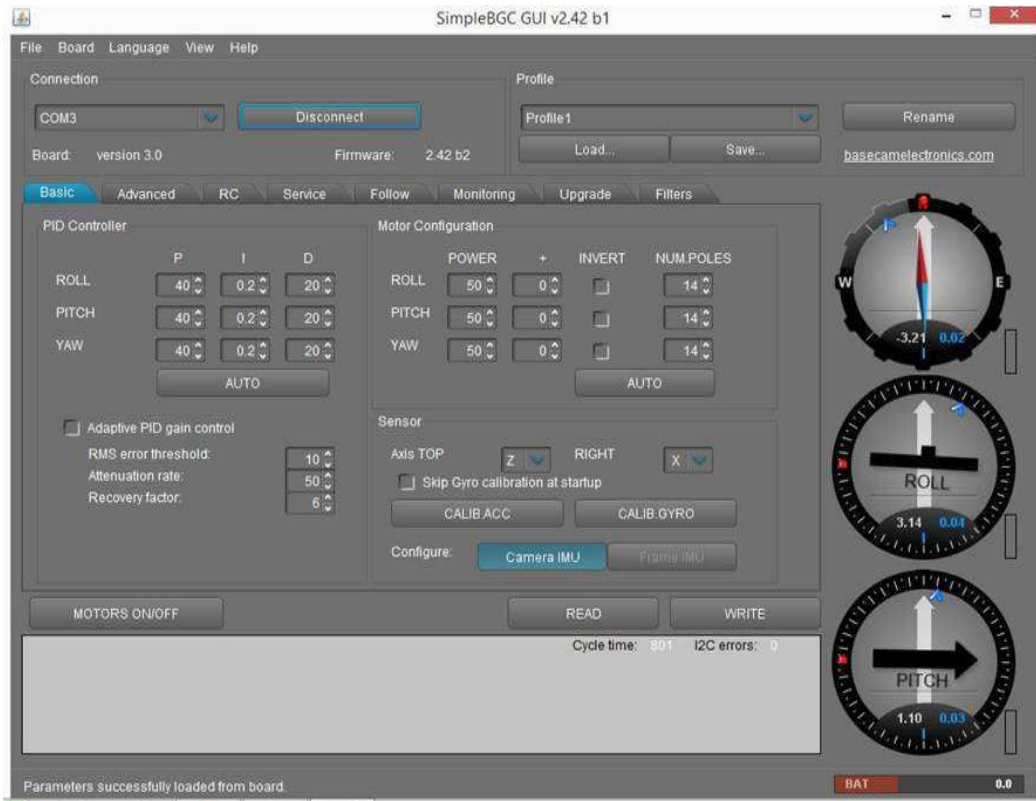 SimpleBGC GUI v2.42 b1
File Board Language View Help
Connection
Profile
COM3
Disconnect
Profile1
Rename
Board: version 3.0 Firmware: 2.42 b2
Load...
Save...
basecamelectronics.com
Basic Advanced RC Service Follow Monitoring Upgrade Filters
PID Controller
P I D
ROLL 40 0.2 20
PITCH 40 0.2 20
YAW 40 0.2 20
AUTO
Adaptive PID gain control
RMS error threshold: 10
Attenuation rate: 50
Recovery factor: 6
Motor Configuration
POWER + INVERT NUM.POLES
ROLL 50 0 14
PITCH 50 0 14
YAW 50 0 14
AUTO
Sensor
Axis TOP Z RIGHT X
Skip Gyro calibration at startup
CALIB.ACC CALIB.GYRO
Configure: Camera IMU Frame IMU
W E
-3.21 0.02
ROLL
3.14 0.04
PITCH
1.10 0.03
MOTORS ON/OFF READ WRITE
Cycle time: 801 I2C errors: 0
Parameters successfully loaded from board.
BAT 0.0